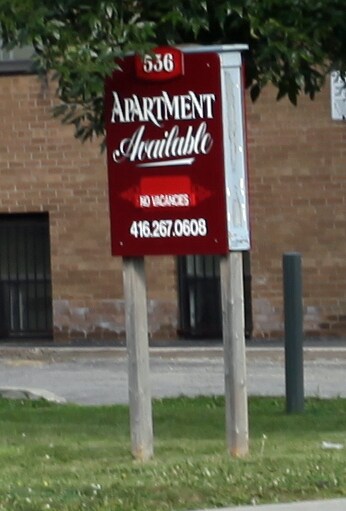 536
APARTMENT
Available
NO VACANCIES
416.267.0608